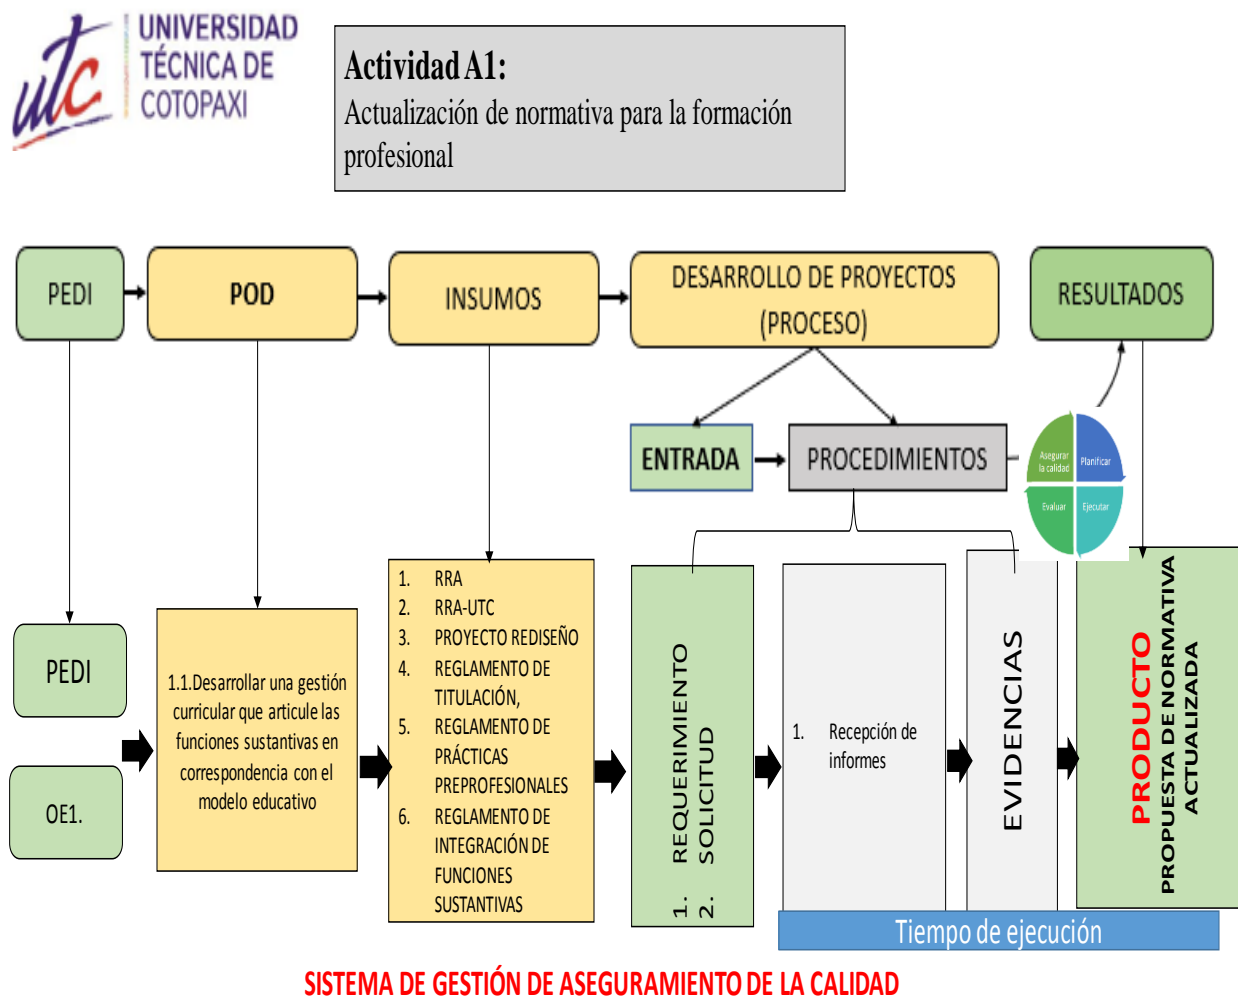 UNIVERSIDAD
TÉCNICA DE
COTOPAXI
utc
Actividad A1:
Actualización de normativa para la formación
profesional
PEDI
POD
INSUMOS
DESARROLLO DE PROYECTOS
(PROCESO)
RESULTADOS
ENTRADA
PROCEDIMIENTOS
Asegurar
la calidad
Planificar
Evaluar
Ejecutar
PEDI
OE1.
1.1.Desarrollar una gestión
curricular que articule las
funciones sustantivas en
correspondencia con el
modelo educativo
1. RRA
2. RRA-UTC
3. PROYECTO REDISEÑO
4. REGLAMENTO DE
TITULACIÓN,
5. REGLAMENTO DE
PRÁCTICAS
PREPROFESIONALES
6. REGLAMENTO DE
INTEGRACIÓN DE
FUNCIONES
SUSTANTIVAS
1. REQUERIMIENTO
2. SOLICITUD
1. Recepción de
informes
EVIDENCIAS
PRODUCTO
PROPUESTA DE NORMATIVA
ACTUALIZADA
Tiempo de ejecución
SISTEMA DE GESTIÓN DE ASEGURAMIENTO DE LA CALIDAD